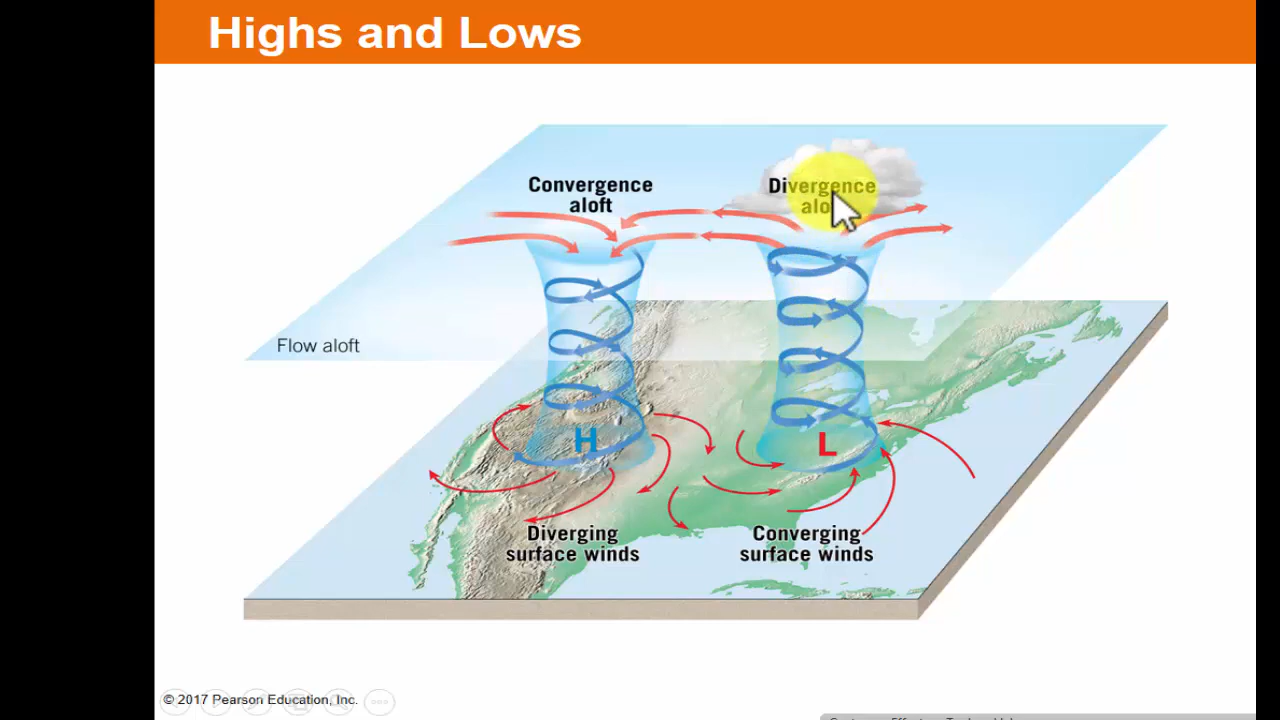 Highs and Lows
Convergence
aloft
Divergence
Flow aloft
H
L
Diverging
surface winds
Converging
surface winds
© 2017 Pearson Education, Inc.